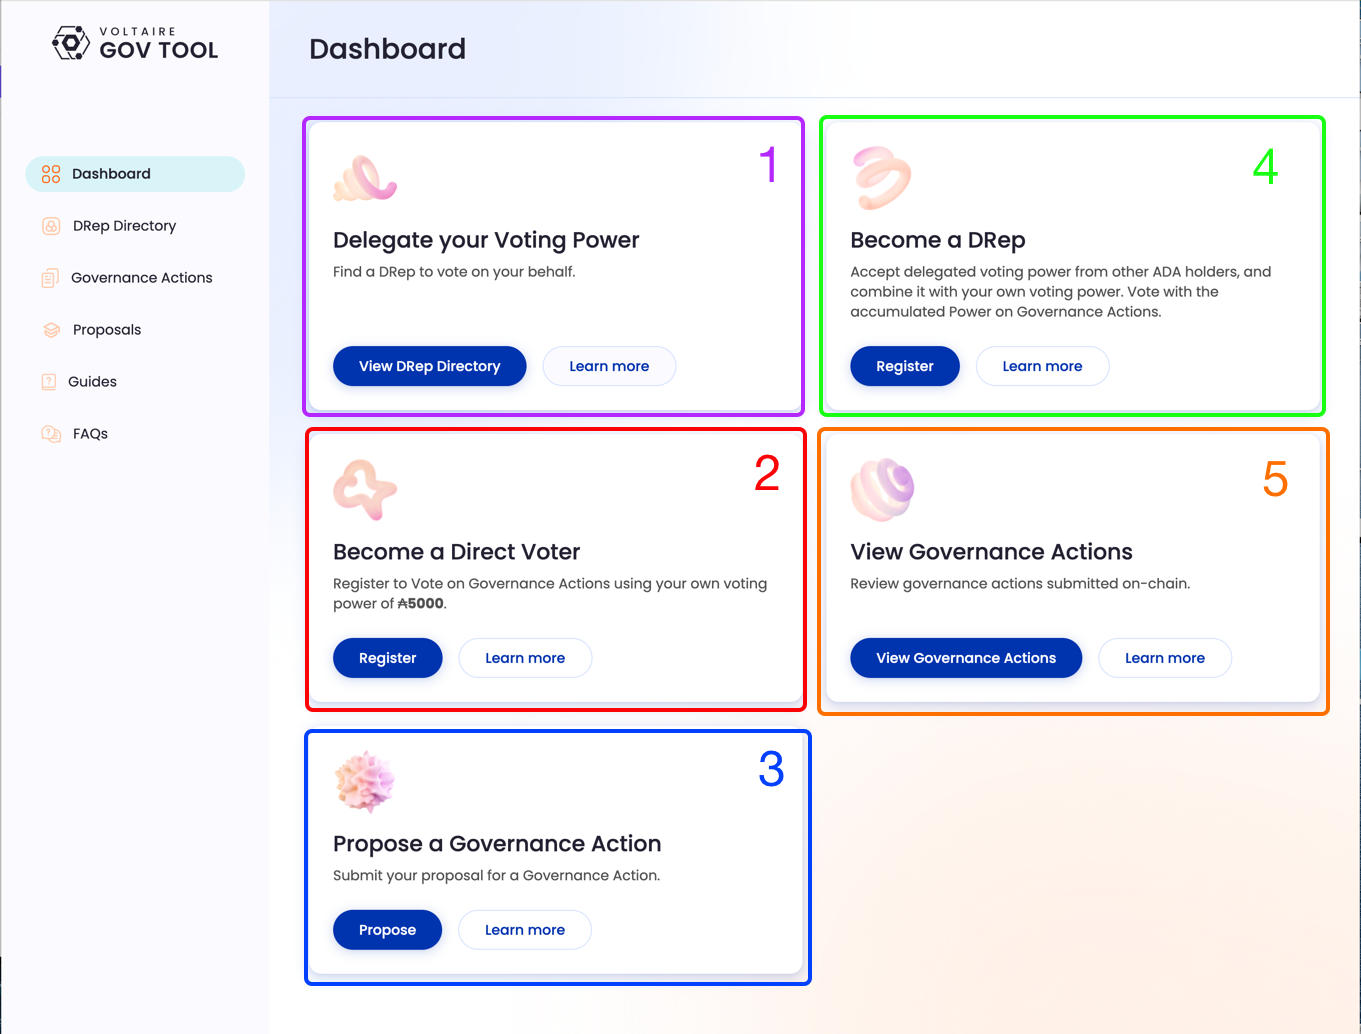 VOLTAIRE
GOV TOOL
Dashboard
Dashboard
DRep Directory
Governance Actions
Proposals
Guides
FAQs
1
Delegate your Voting Power
Find a DRep to vote on your behalf.
View DRep Directory
Learn more
4
Become a DRep
Accept delegated voting power from other ADA holders, and
combine it with your own voting power. Vote with the
accumulated Power on Governance Actions.
Register
Learn more
2
Become a Direct Voter
Register to Vote on Governance Actions using your own voting
power of ₳5000.
Register
Learn more
5
View Governance Actions
Review governance actions submitted on-chain.
View Governance Actions
Learn more
3
Propose a Governance Action
Submit your proposal for a Governance Action.
Propose
Learn more